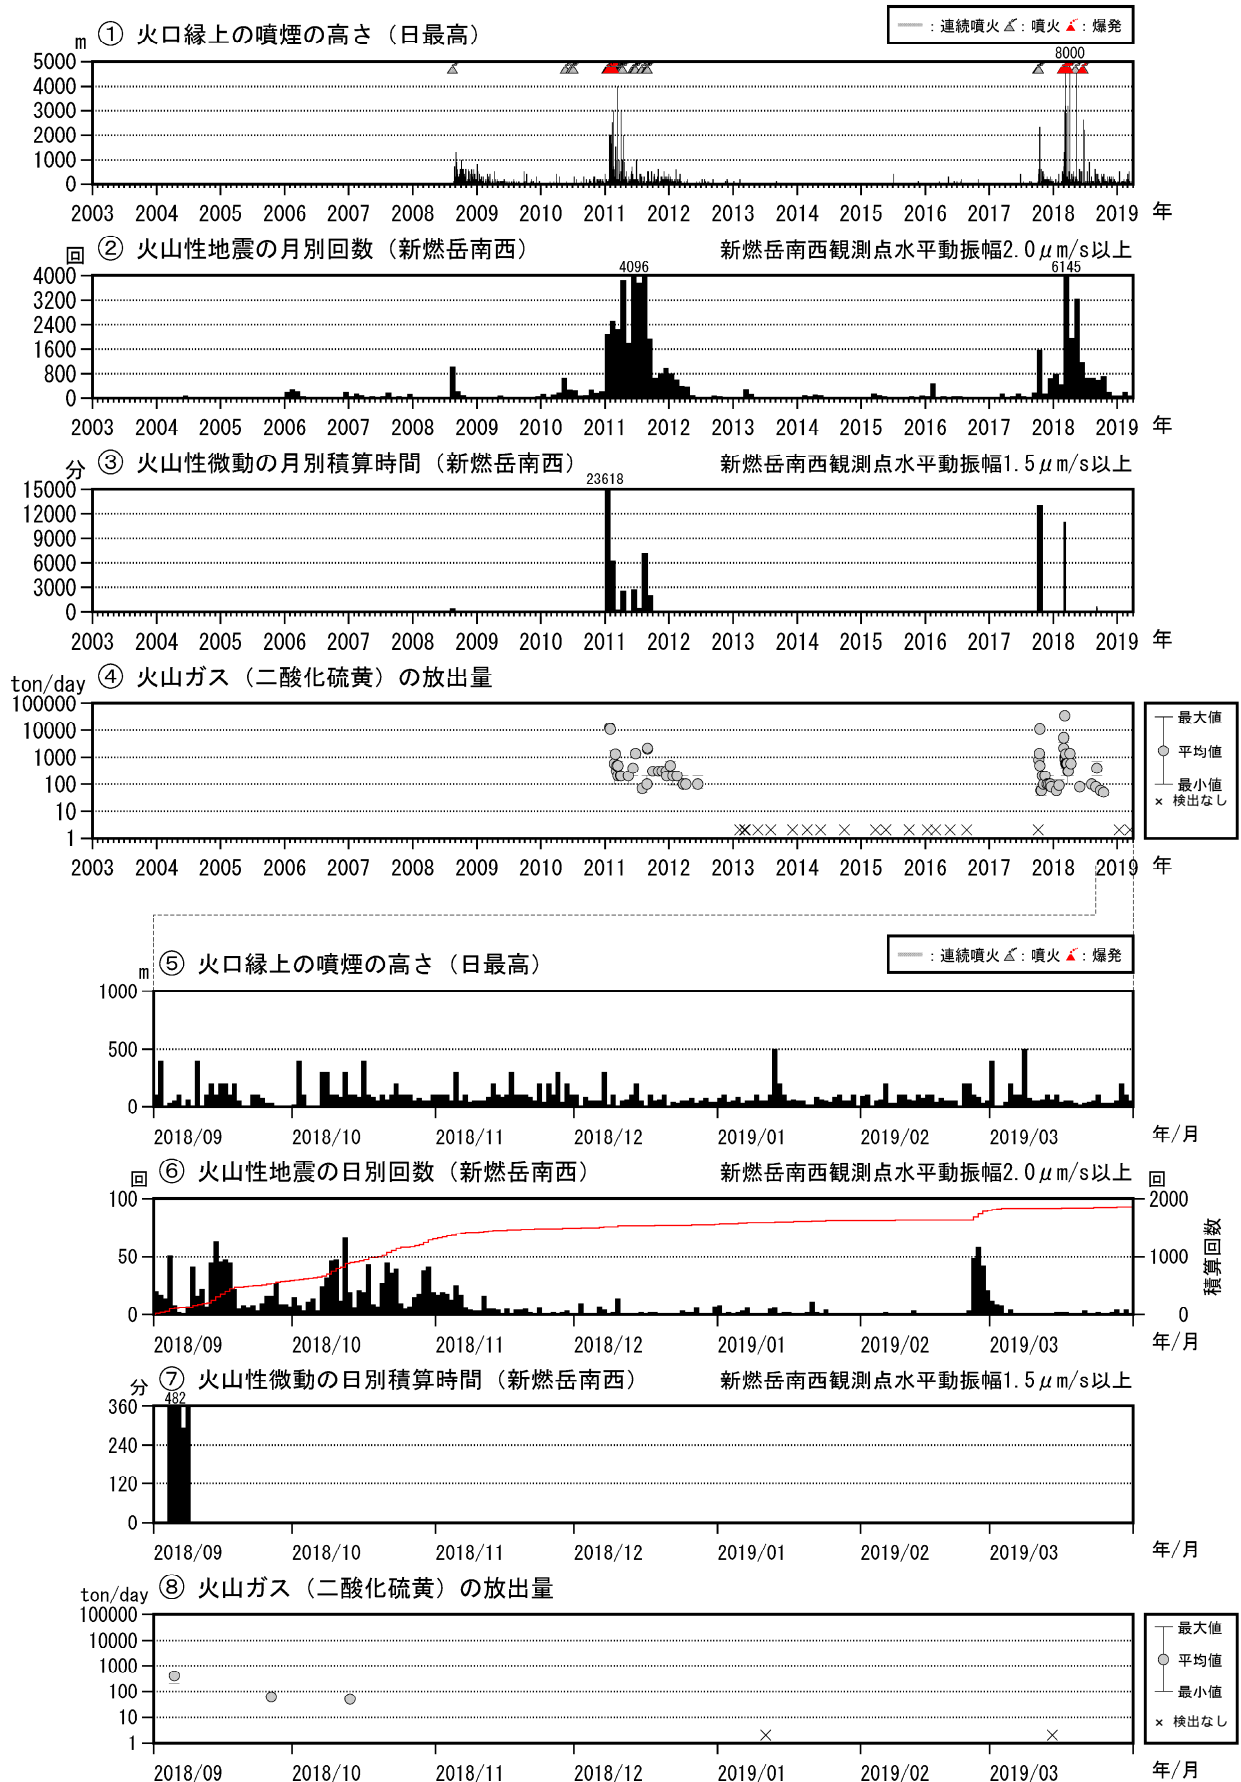 ① 火口縁上の噴煙の高さ（日最高）
：連続噴火 ：噴火 ：爆発
m
8000
5000
4000
3000
2000
1000
0
2003 2004 2005 2006 2007 2008 2009 2010 2011 2012 2013 2014 2015 2016 2017 2018 2019 年
回 ② 火山性地震の月別回数（新燃岳南西） 新燃岳南西観測点水平動振幅2.0μm/s以上
4096 6145
4000
3200
2400
1600
800
0
2003 2004 2005 2006 2007 2008 2009 2010 2011 2012 2013 2014 2015 2016 2017 2018 2019 年
分 ③ 火山性微動の月別積算時間（新燃岳南西） 新燃岳南西観測点水平動振幅1.5μm/s以上
23618
15000
12000
9000
6000
3000
0
2003 2004 2005 2006 2007 2008 2009 2010 2011 2012 2013 2014 2015 2016 2017 2018 2019 年
ton/day ④ 火山ガス（二酸化硫黄）の放出量
100000
10000
1000
100
10
1
最大値
平均値
最小値
× 検出なし
2003 2004 2005 2006 2007 2008 2009 2010 2011 2012 2013 2014 2015 2016 2017 2018 2019 年
m ⑤ 火口縁上の噴煙の高さ（日最高）
：連続噴火 ：噴火 ：爆発
1000
500
0
2018/09 2018/10 2018/11 2018/12 2019/01 2019/02 2019/03 年/月
回 ⑥ 火山性地震の日別回数（新燃岳南西） 新燃岳南西観測点水平動振幅2.0μm/s以上 回
100 2000
50 1000
0 0
積算回数
2018/09 2018/10 2018/11 2018/12 2019/01 2019/02 2019/03 年/月
分 ⑦ 火山性微動の日別積算時間（新燃岳南西） 新燃岳南西観測点水平動振幅1.5μm/s以上
482
360
240
120
0
2018/09 2018/10 2018/11 2018/12 2019/01 2019/02 2019/03 年/月
ton/day ⑧ 火山ガス（二酸化硫黄）の放出量
100000
10000
1000
100
10
1
最大値
平均値
最小値
× 検出なし
2018/09 2018/10 2018/11 2018/12 2019/01 2019/02 2019/03 年/月